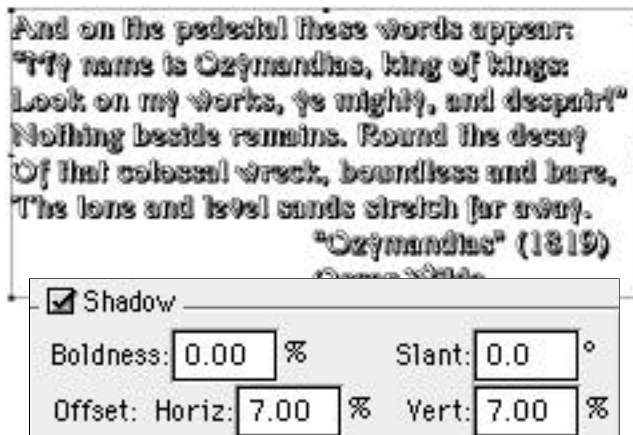 And on the pedestal these words appear:
"My name is Ozymandias, king of kings:
Look on my works, ye mighty, and despair!"
Nothing beside remains. Round the decay
Of that colossal wreck, boundless and bare,
The lone and level sands stretch far away.
"Ozymandias" (1819)
Oscar Wilde
Shadow
Boldness: 0.00 % Slant: 0.0 °
Offset: Horiz: 7.00 % Vert: 7.00 %